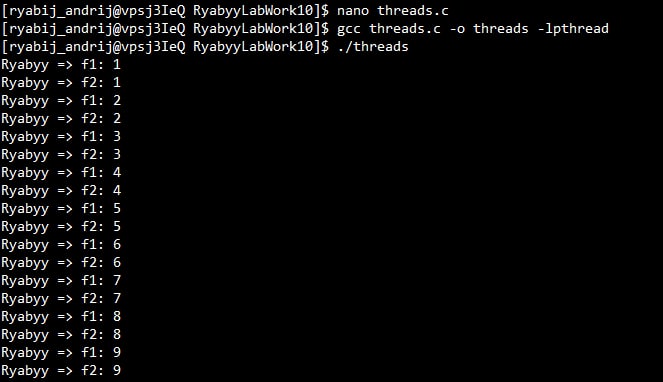 [ryabij_andrij@vpsj3IeQ RyabyyLabWork10]$ nano threads.c
[ryabij_andrij@vpsj3IeQ RyabyyLabWork10]$ gcc threads.c -o threads -lpthread
[ryabij_andrij@vpsj3IeQ RyabyyLabWork10]$ ./threads
Ryabyy => f1: 1
Ryabyy => f2: 1
Ryabyy => f1: 2
Ryabyy => f2: 2
Ryabyy => f1: 3
Ryabyy => f2: 3
Ryabyy => f1: 4
Ryabyy => f2: 4
Ryabyy => f1: 5
Ryabyy => f2: 5
Ryabyy => f1: 6
Ryabyy => f2: 6
Ryabyy => f1: 7
Ryabyy => f2: 7
Ryabyy => f1: 8
Ryabyy => f2: 8
Ryabyy => f1: 9
Ryabyy => f2: 9